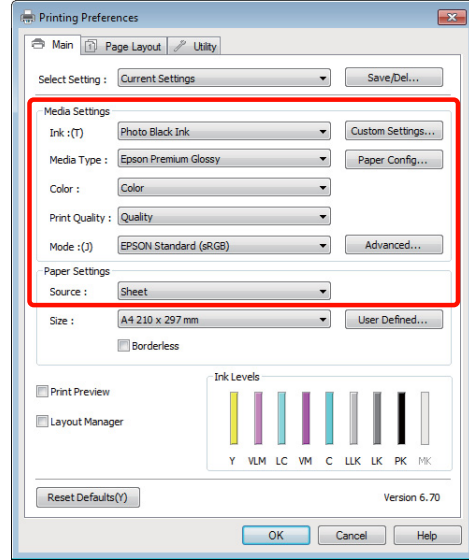 Printing Preferences
Main Page Layout Utility
Select Setting : Current Settings Save/Del...
Media Settings
Ink :(T) Photo Black Ink Custom Settings...
Media Type : Epson Premium Glossy Paper Config...
Color : Color
Print Quality : Quality
Mode :(J) EPSON Standard (sRGB) Advanced...
Paper Settings
Source : Sheet
Size : A4 210 x 297 mm User Defined...
Borderless
Print Preview
Layout Manager
Ink Levels
Y VLM LC VM C LLK LK PK MK
Reset Defaults(Y) Version 6.70
OK Cancel Help